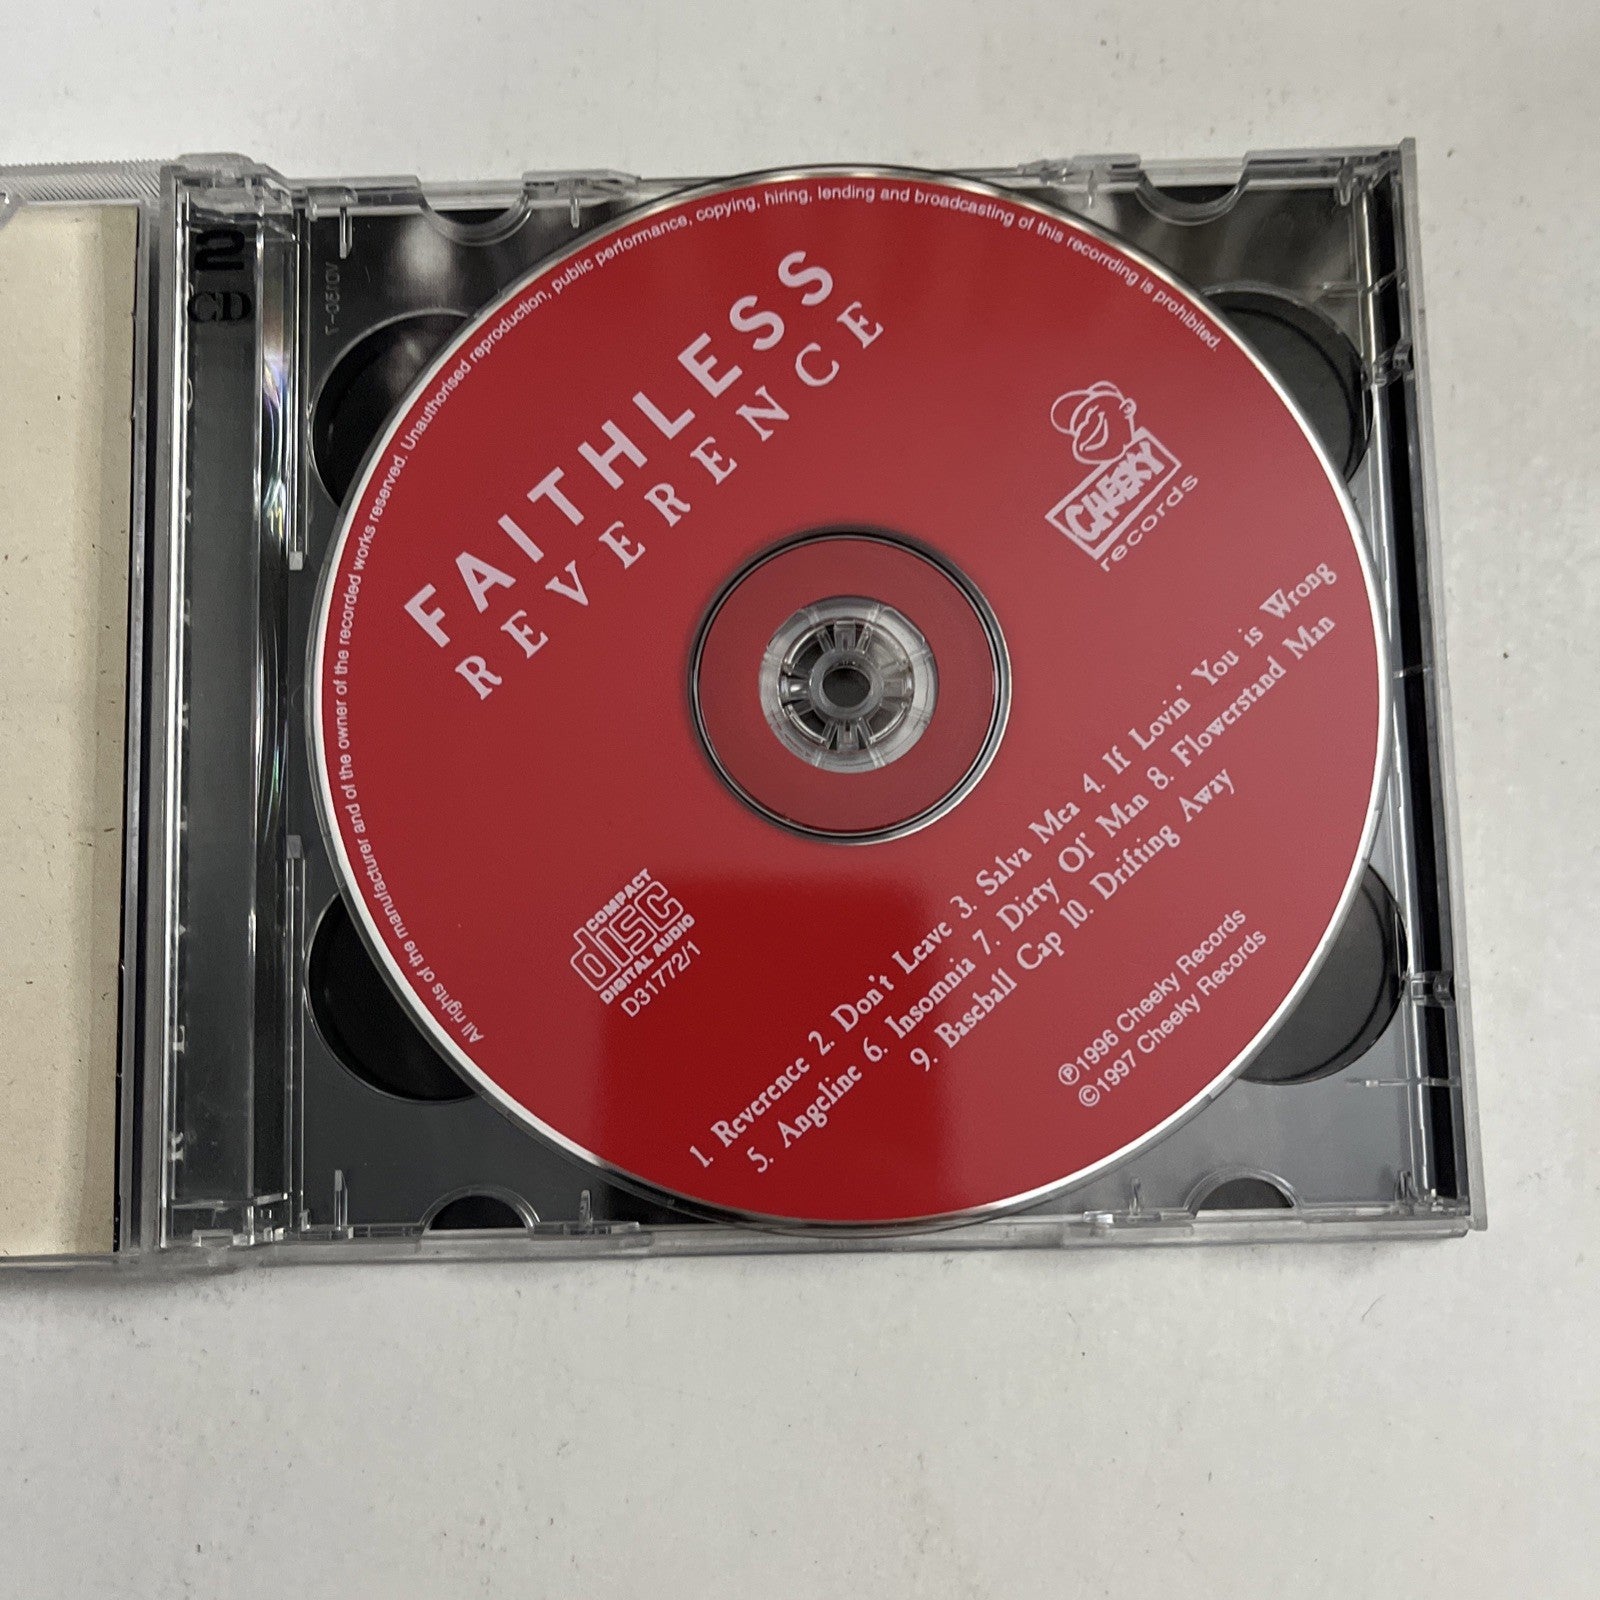 2
CD
All rights of the manufacturer and of the owner of the recorded works reserved. Unauthorised reproduction, public performance, copying, hiring, lending and broadcasting of this recorrding is prohibited.
FAITHLESS
REVERENCE
CHEEKY
records
COMPACT
disc
DIGITAL AUDIO
D31772/1
1. Reverence 2. Don't Leave 3. Salva Mea 4. If Lovin' You is Wrong
5. Angeline 6. Insomnia 7. Dirty Ol' Man 8. Flowerstand Man
9. Baseball Cap 10. Drifting Away
℗1996 Cheeky Records
©1997 Cheeky Records